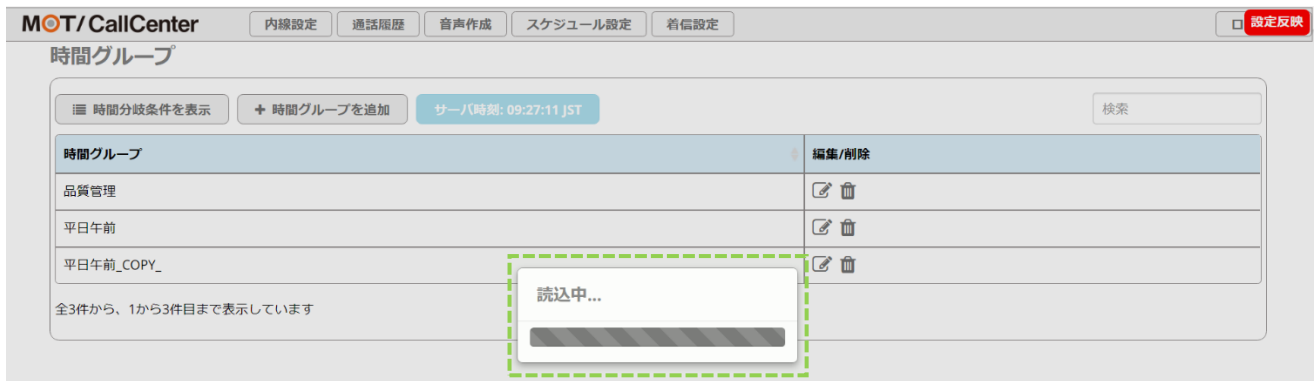 MOT/CallCenter 内線設定 通話履歴 音声作成 スケジュール設定 着信設定 ロ 設定反映
時間グループ
時間分岐条件を表示 + 時間グループを追加 サーバ時刻: 09:27:11 JST 検索
時間グループ 編集/削除
品質管理
平日午前
平日午前_COPY_
読込中...
全3件から、1から3件目まで表示しています